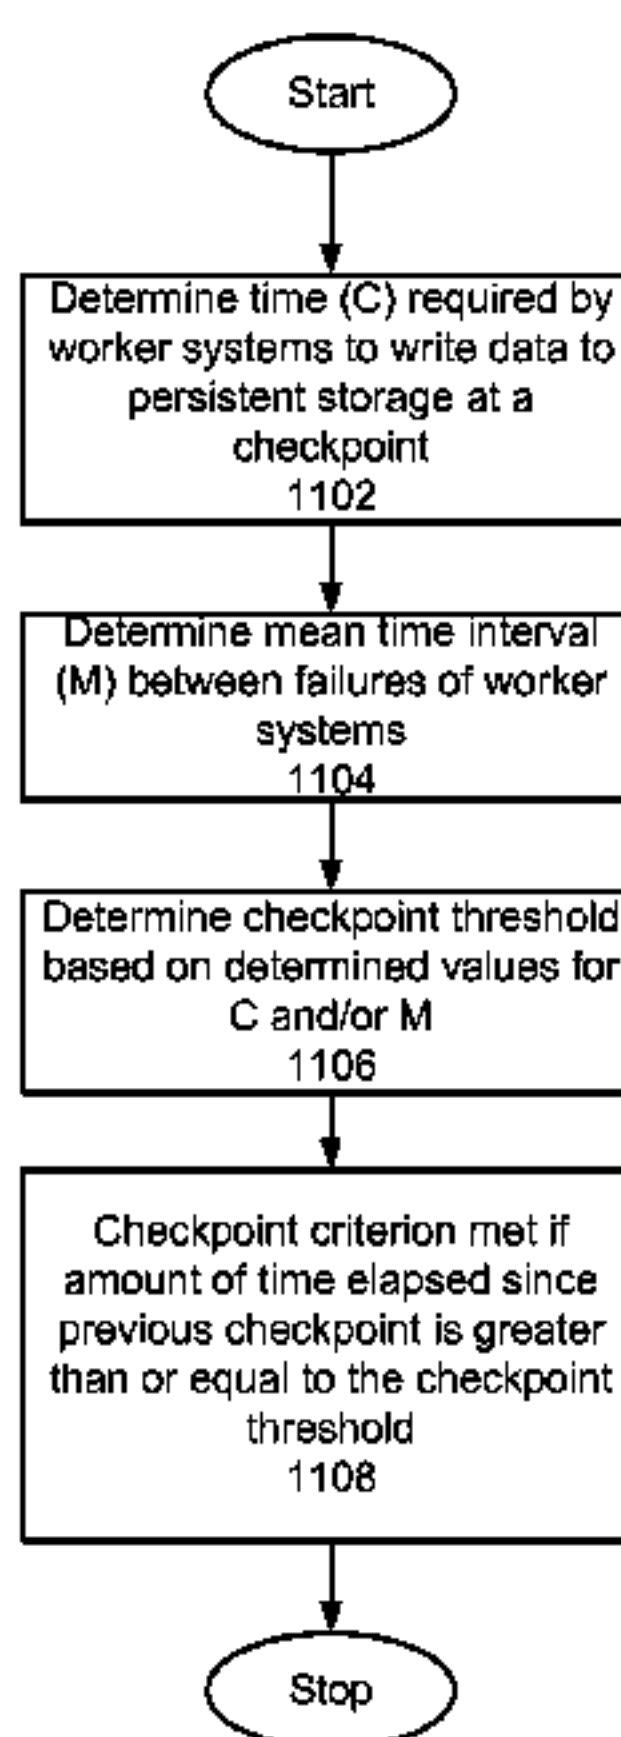 Start
Determine time (C) required by
worker systems to write data to
persistent storage at a
checkpoint
1102
Determine mean time interval
(M) between failures of worker
systems
1104
Determine checkpoint threshold
based on determined values for
C and/or M
1106
Checkpoint criterion met if
amount of time elapsed since
previous checkpoint is greater
than or equal to the checkpoint
threshold
1108
Stop